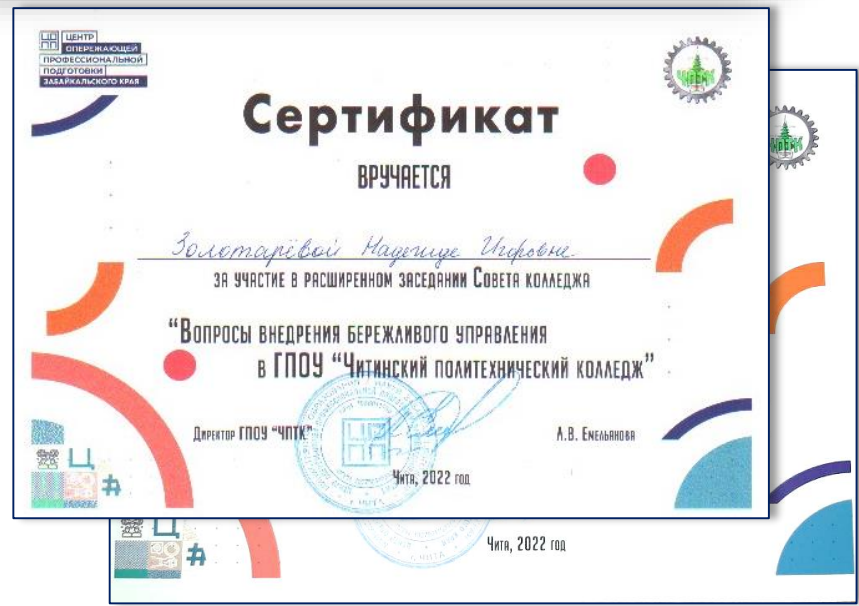 ЦЕНТР
ОПЕРЕЖАЮЩЕЙ
ПРОФЕССИОНАЛЬНОЙ
ПОДГОТОВКИ
ЗАБАЙКАЛЬСКОГО КРАЯ
Сертификат
ВРУЧАЕТСЯ
Золотарёвой Надежде Игоревне
ЗА УЧАСТИЕ В РАСШИРЕННОМ ЗАСЕДАНИИ СОВЕТА КОЛЛЕДЖА
“ВОПРОСЫ ВНЕДРЕНИЯ БЕРЕЖЛИВОГО УПРАВЛЕНИЯ
В ГПОУ “ЧИТИНСКИЙ ПОЛИТЕХНИЧЕСКИЙ КОЛЛЕДЖ”
ДИРЕКТОР ГПОУ “ЧПТК”
Л.В. ЕМЕЛЬЯНОВА
ЧИТА, 2022 ГОД
ЧИТА, 2022 ГОД